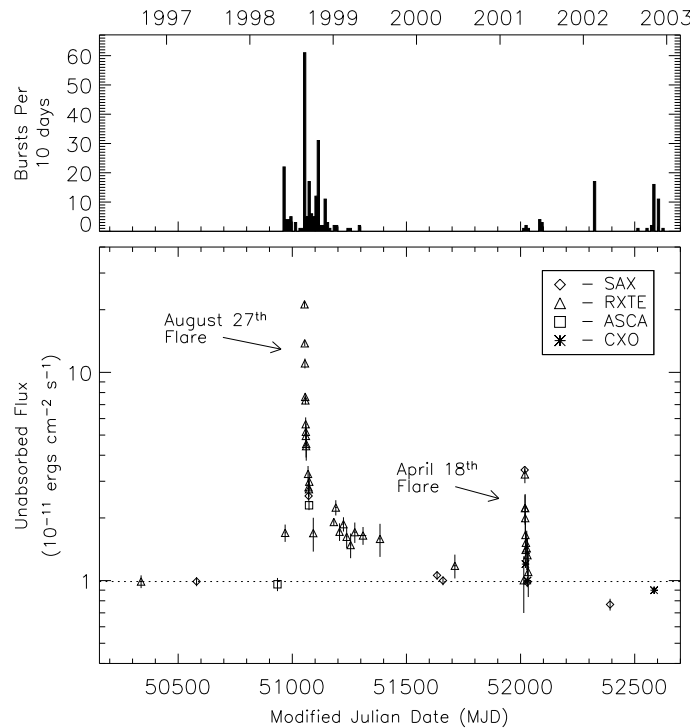 1997 1998 1999 2000 2001 2002 2003
Bursts Per
10 days
60
50
40
30
20
10
0
Unabsorbed Flux
(10⁻¹¹ ergs cm⁻² s⁻¹)
10
1
August 27ᵗʰ
Flare
April 18ᵗʰ
Flare
◇ – SAX
△ – RXTE
□ – ASCA
✱ – CXO
50500 51000 51500 52000 52500
Modified Julian Date (MJD)